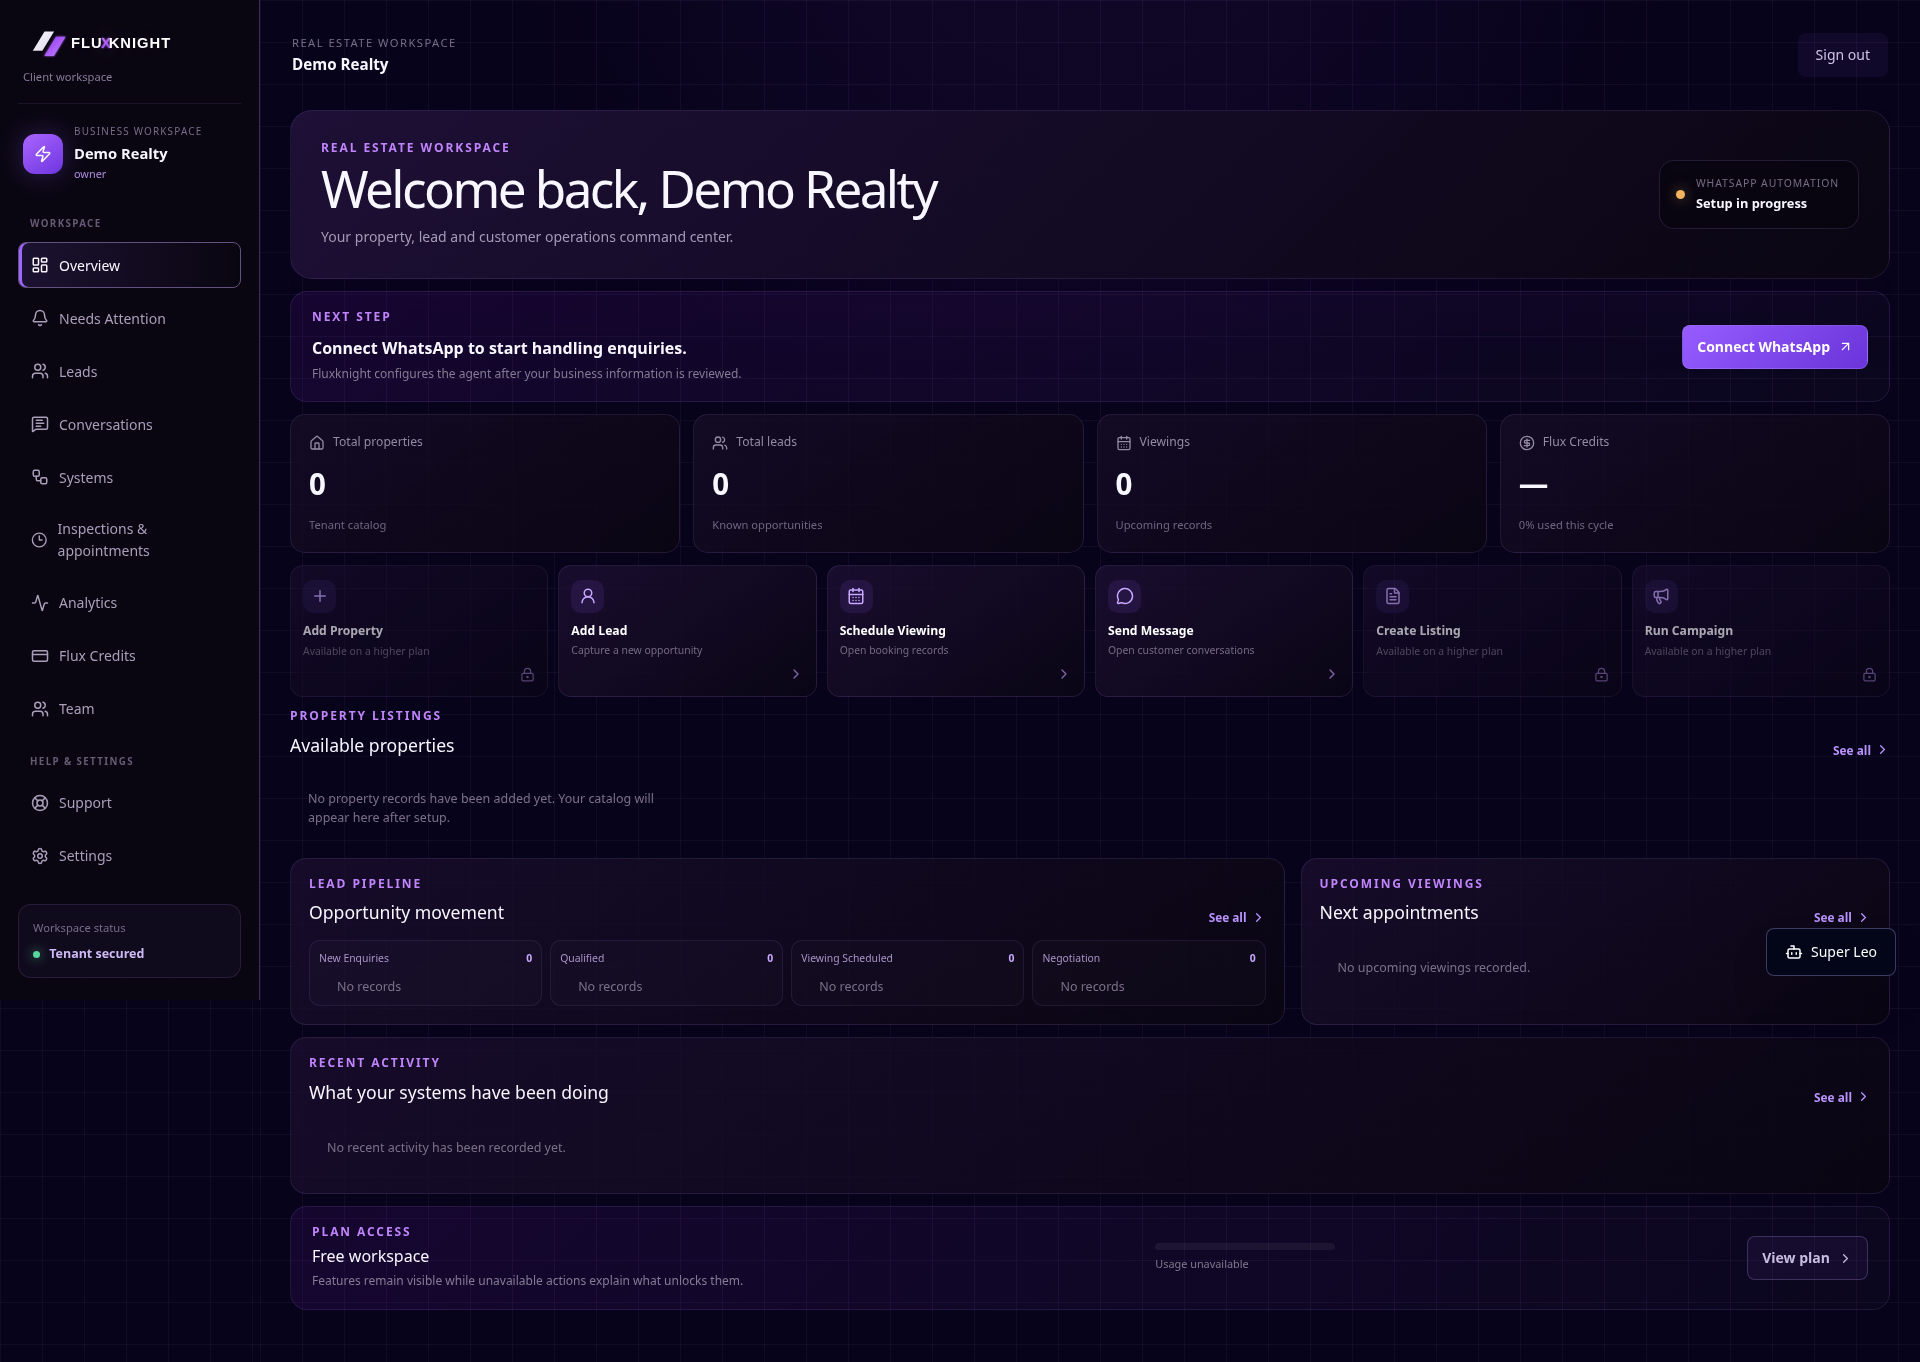 FLUXKNIGHT
Client workspace
BUSINESS WORKSPACE
Demo Realty
owner
WORKSPACE
Overview
Needs Attention
Leads
Conversations
Systems
Inspections &
appointments
Analytics
Flux Credits
Team
HELP & SETTINGS
Support
Settings
Workspace status
Tenant secured
REAL ESTATE WORKSPACE
Demo Realty
Sign out
REAL ESTATE WORKSPACE
Welcome back, Demo Realty
Your property, lead and customer operations command center.
WHATSAPP AUTOMATION
Setup in progress
NEXT STEP
Connect WhatsApp to start handling enquiries.
Fluxknight configures the agent after your business information is reviewed.
Connect WhatsApp
Total properties
0
Tenant catalog
Total leads
0
Known opportunities
Viewings
0
Upcoming records
Flux Credits
—
0% used this cycle
Add Property
Available on a higher plan
Add Lead
Capture a new opportunity
Schedule Viewing
Open booking records
Send Message
Open customer conversations
Create Listing
Available on a higher plan
Run Campaign
Available on a higher plan
PROPERTY LISTINGS
Available properties
See all
No property records have been added yet. Your catalog will
appear here after setup.
LEAD PIPELINE
Opportunity movement
See all
New Enquiries 0
No records
Qualified 0
No records
Viewing Scheduled 0
No records
Negotiation 0
No records
UPCOMING VIEWINGS
Next appointments
See all
No upcoming viewings recorded.
Super Leo
RECENT ACTIVITY
What your systems have been doing
See all
No recent activity has been recorded yet.
PLAN ACCESS
Free workspace
Features remain visible while unavailable actions explain what unlocks them.
Usage unavailable
View plan